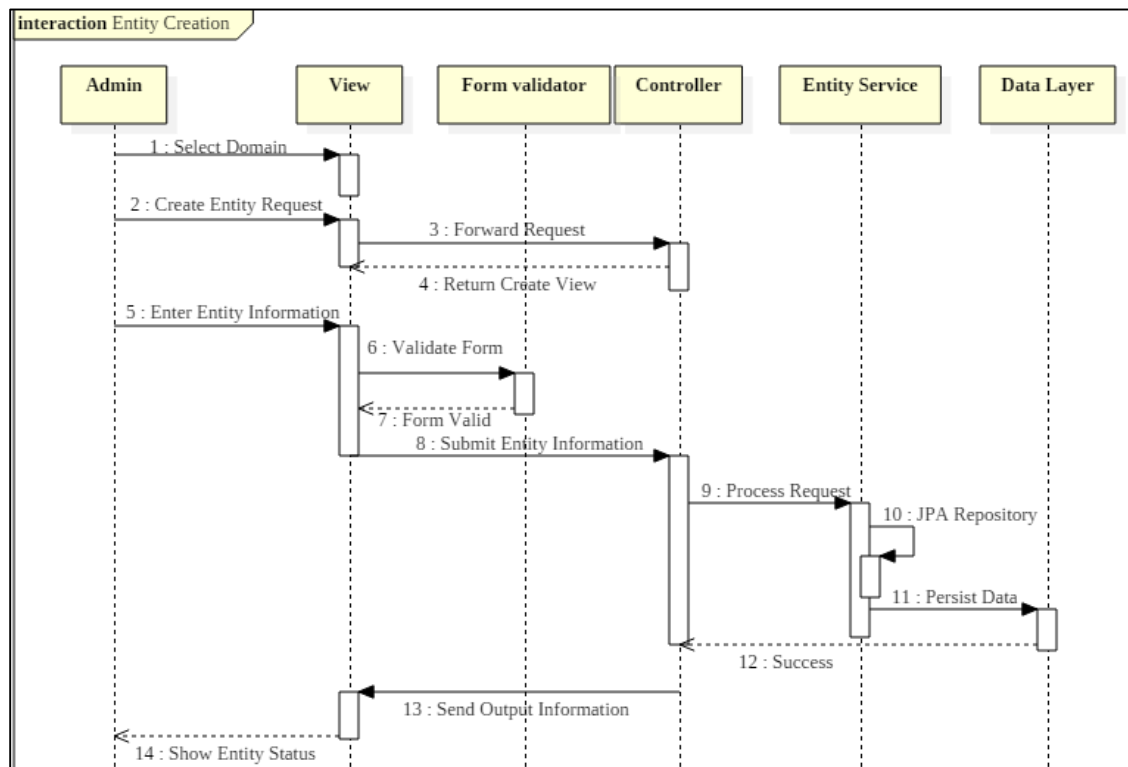 interaction Entity Creation
Admin
View
Form validator
Controller
Entity Service
Data Layer
1 : Select Domain
2 : Create Entity Request
3 : Forward Request
4 : Return Create View
5 : Enter Entity Information
6 : Validate Form
7 : Form Valid
8 : Submit Entity Information
9 : Process Request
10 : JPA Repository
11 : Persist Data
12 : Success
13 : Send Output Information
14 : Show Entity Status